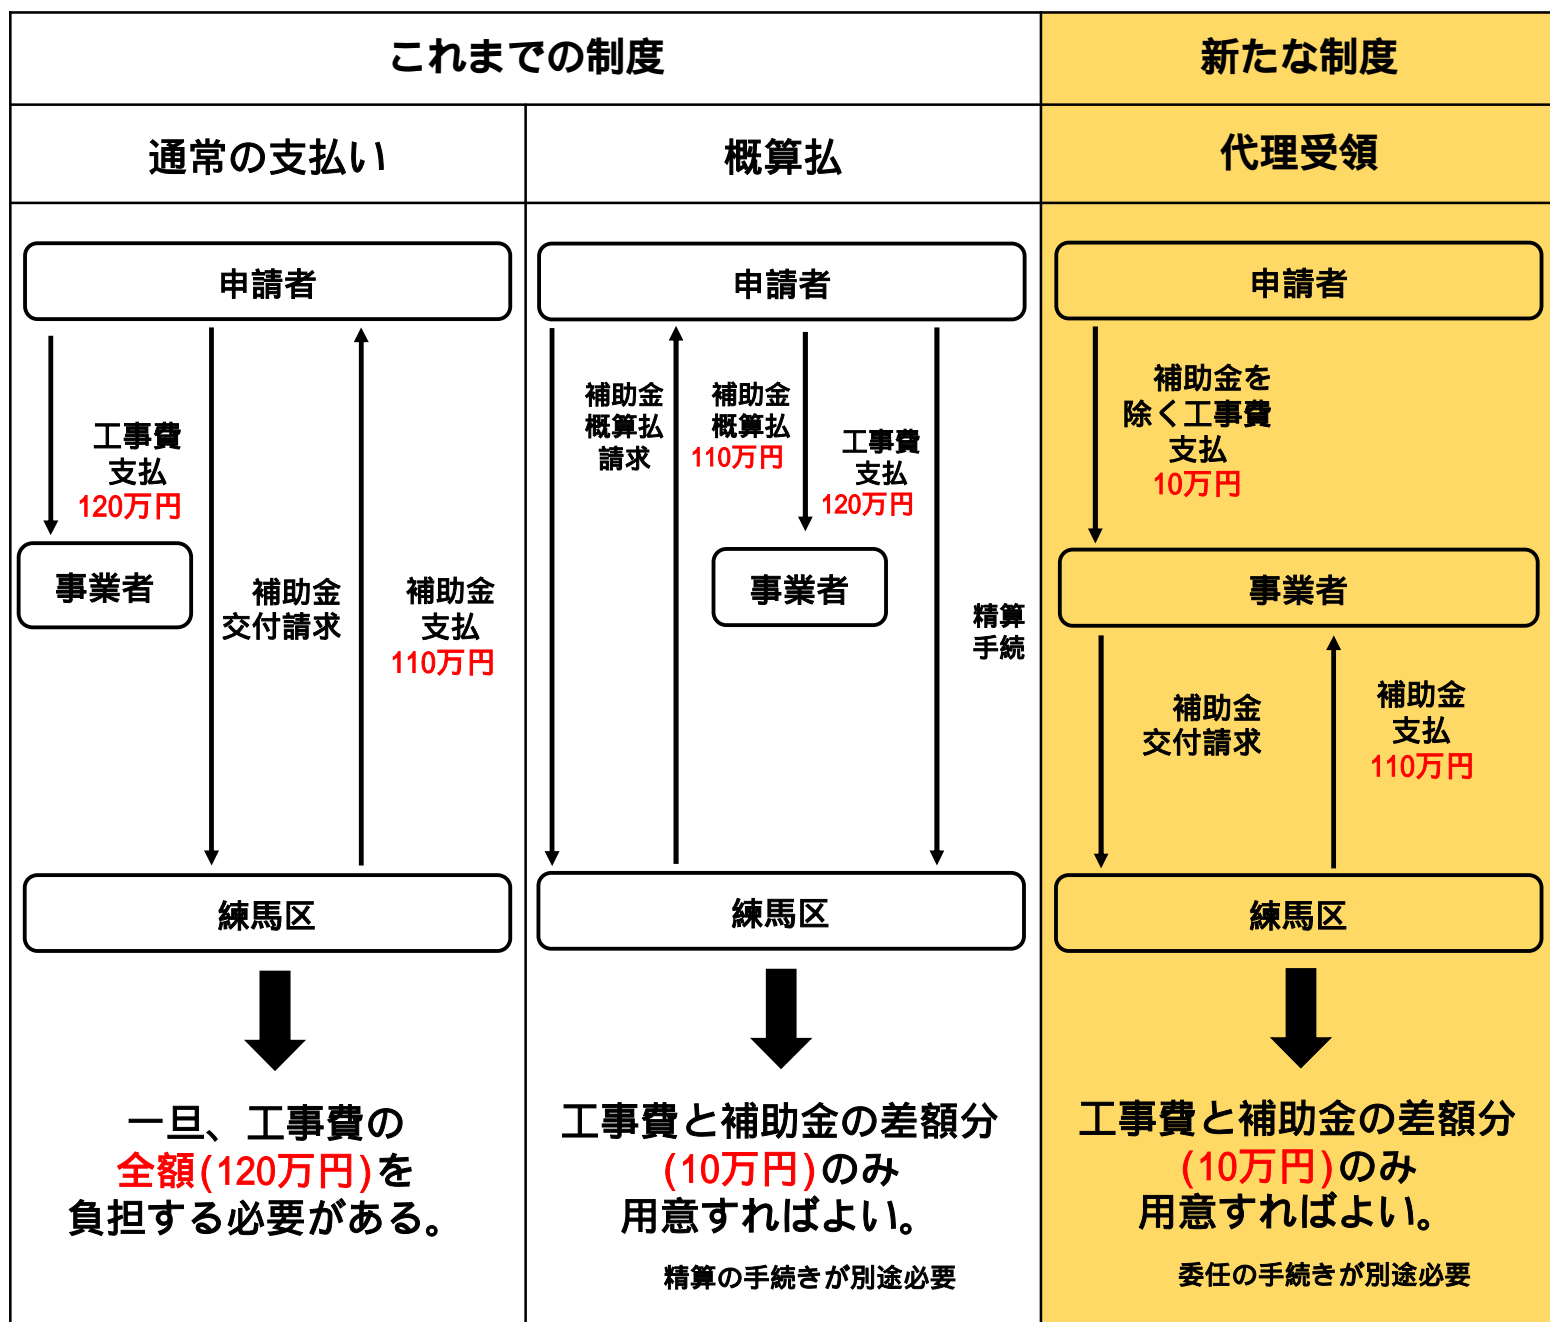 これまでの制度
新たな制度
通常の支払い
概算払
代理受領
申請者
工事費
支払
120万円
事業者
補助金
交付請求
補助金
支払
110万円
練馬区
一旦、工事費の
全額(120万円)を
負担する必要がある。
申請者
補助金
概算払
請求
補助金
概算払
110万円
工事費
支払
120万円
事業者
精算
手続
練馬区
工事費と補助金の差額分
(10万円)のみ
用意すればよい。
精算の手続きが別途必要
申請者
補助金を
除く工事費
支払
10万円
事業者
補助金
交付請求
補助金
支払
110万円
練馬区
工事費と補助金の差額分
(10万円)のみ
用意すればよい。
委任の手続きが別途必要